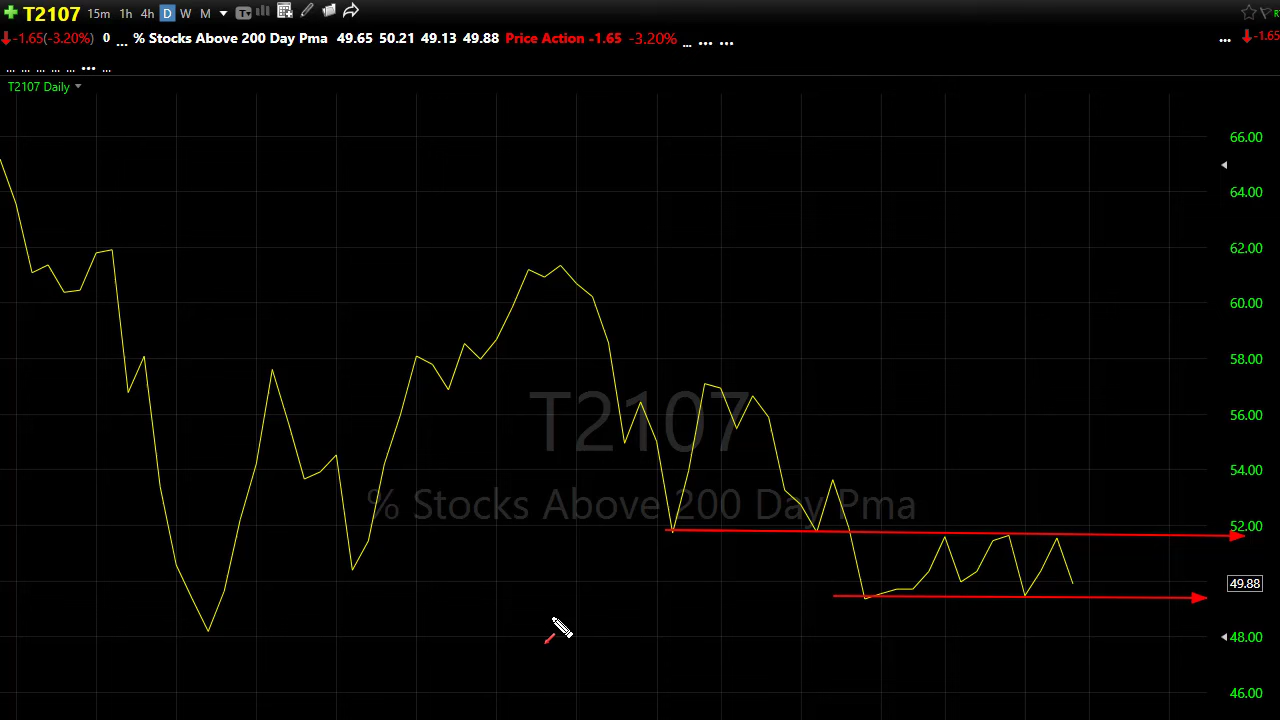 T2107 15m 1h 4h D W M T
-1.65(-3.20%) 0 ... % Stocks Above 200 Day Pma 49.65 50.21 49.13 49.88 Price Action -1.65 -3.20% ... ... ... ... -1.65
... ... ... ... ... ... ...
T2107 Daily
66.00
64.00
62.00
60.00
58.00
56.00
T2107
54.00
% Stocks Above 200 Day Pma
52.00
49.88
48.00
46.00